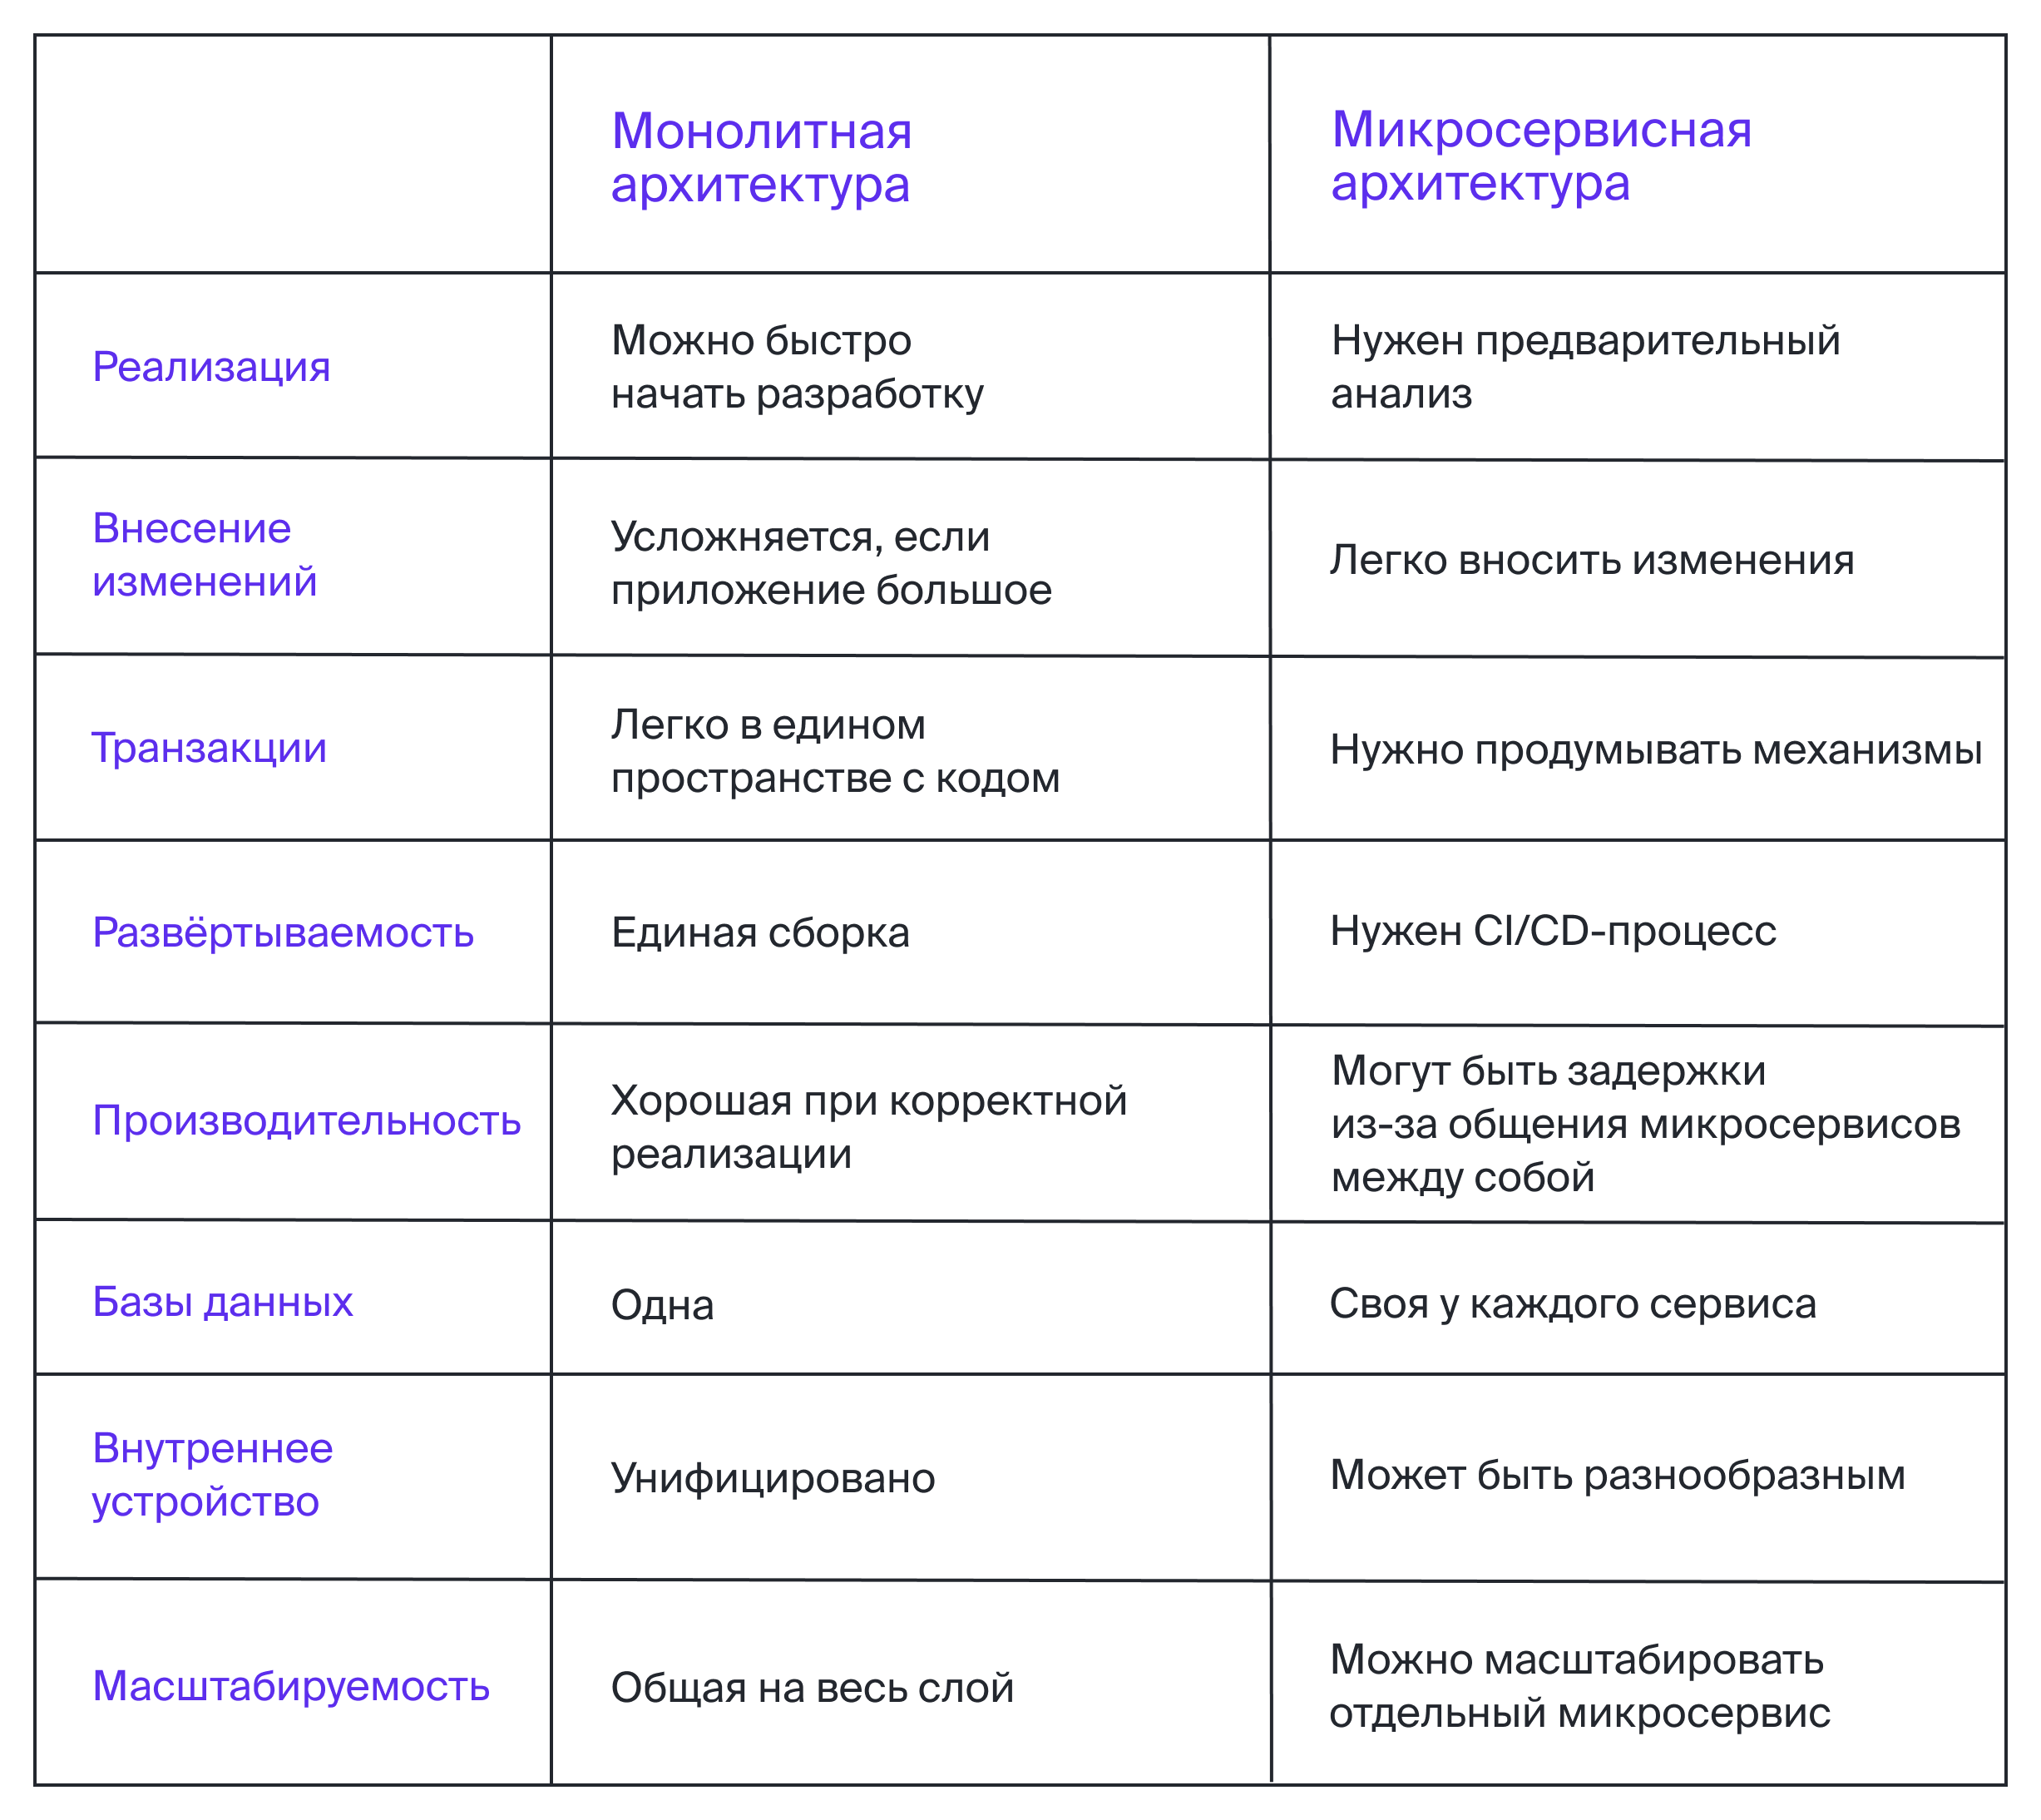 Монолитная
архитектура
Микросервисная
архитектура
Реализация
Можно быстро
начать разработку
Нужен предварительный
анализ
Внесение
изменений
Усложняется, если
приложение большое
Легко вносить изменения
Транзакции
Легко в едином
пространстве с кодом
Нужно продумывать механизмы
Развёртываемость
Единая сборка
Нужен CI/CD-процесс
Производительность
Хорошая при корректной
реализации
Могут быть задержки
из-за общения микросервисов
между собой
Базы данных
Одна
Своя у каждого сервиса
Внутреннее
устройство
Унифицировано
Может быть разнообразным
Масштабируемость
Общая на весь слой
Можно масштабировать
отдельный микросервис